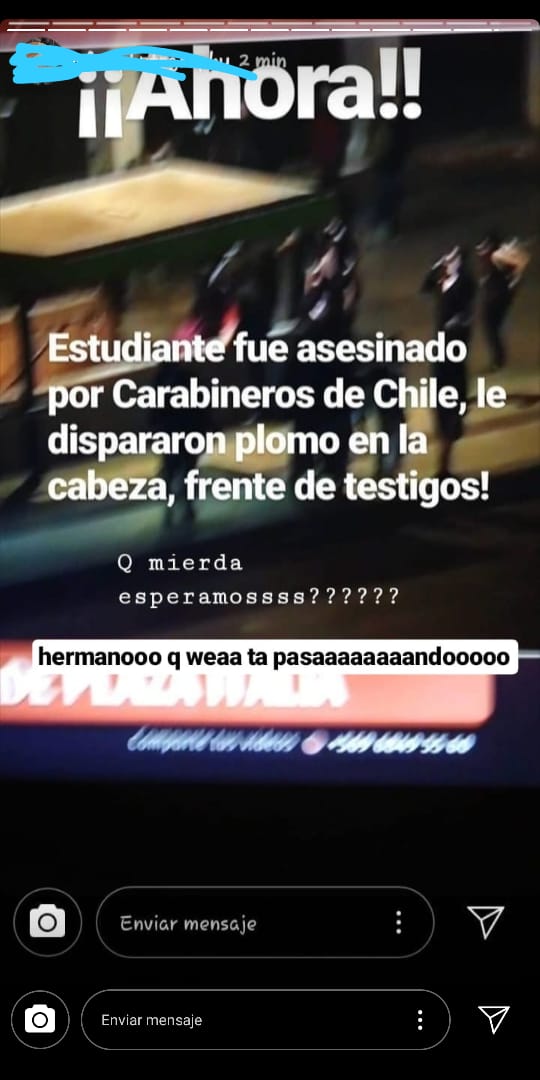 2 min
¡¡Ahora!!
Estudiante fue asesinado
por Carabineros de Chile, le
dispararon plomo en la
cabeza, frente de testigos!
Q mierda
esperamossss??????
hermanooo q weaa ta pasaaaaaaaandooooo
DE PLAZA ITALIA
Comparte tus videos
Enviar mensaje
Enviar mensaje